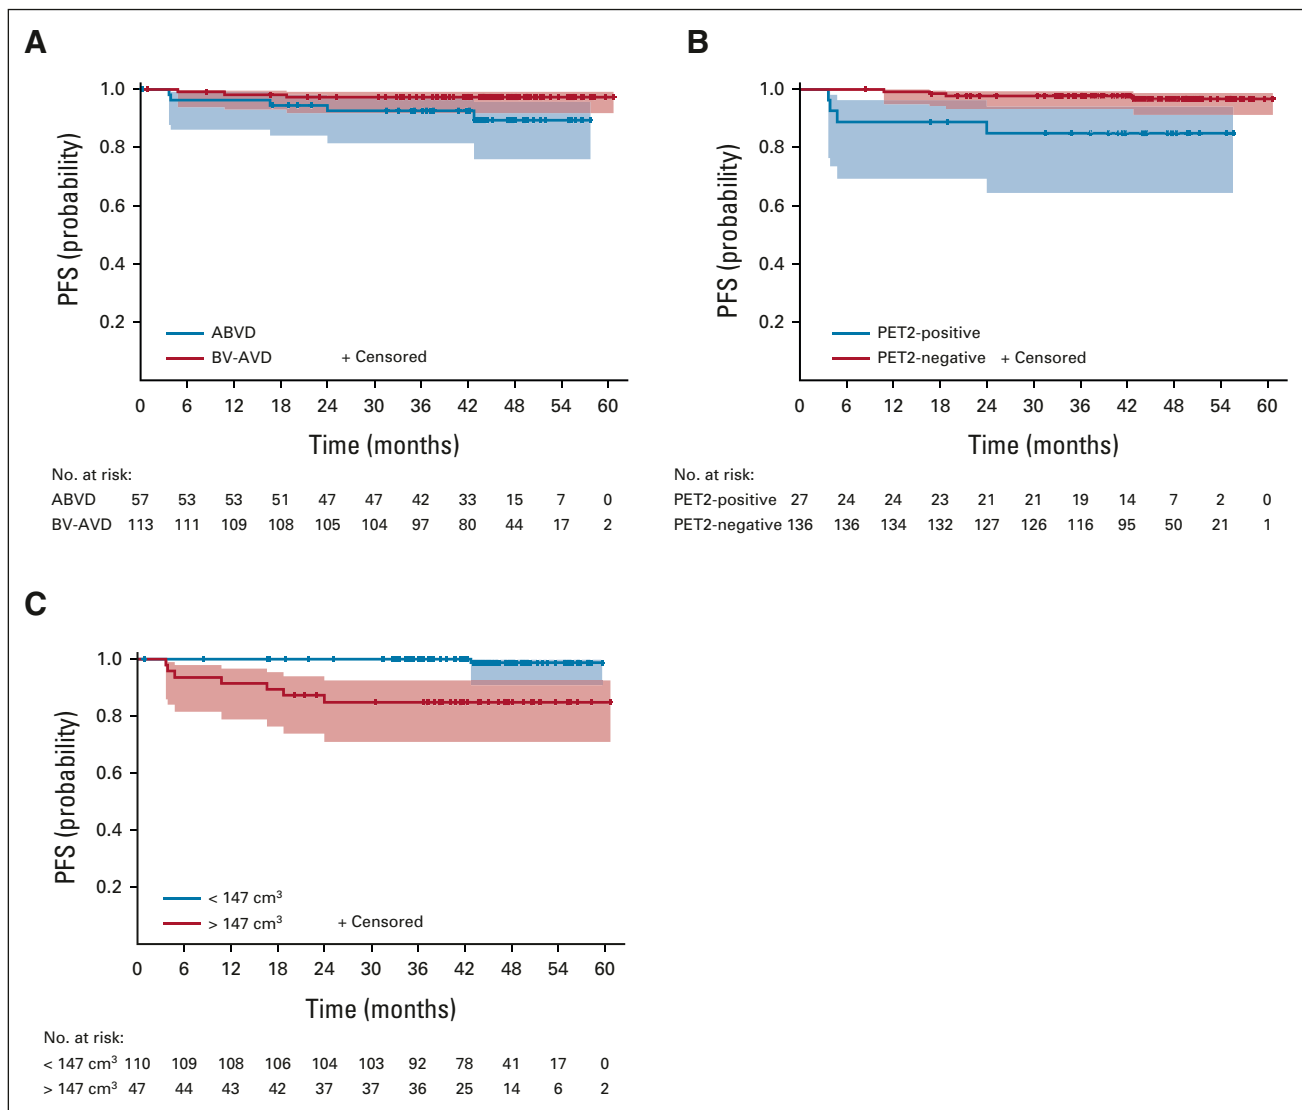 A
PFS (probability)
1.0
0.8
0.6
0.4
0.2
ABVD
BV-AVD + Censored
0 6 12 18 24 30 36 42 48 54 60
Time (months)
No. at risk:
ABVD 57 53 53 51 47 47 42 33 15 7 0
BV-AVD 113 111 109 108 105 104 97 80 44 17 2
B
PFS (probability)
1.0
0.8
0.6
0.4
0.2
PET2-positive
PET2-negative + Censored
0 6 12 18 24 30 36 42 48 54 60
Time (months)
No. at risk:
PET2-positive 27 24 24 23 21 21 19 14 7 2 0
PET2-negative 136 136 134 132 127 126 116 95 50 21 1
C
PFS (probability)
1.0
0.8
0.6
0.4
0.2
< 147 cm³
> 147 cm³ + Censored
0 6 12 18 24 30 36 42 48 54 60
Time (months)
No. at risk:
< 147 cm³ 110 109 108 106 104 103 92 78 41 17 0
> 147 cm³ 47 44 43 42 37 37 36 25 14 6 2